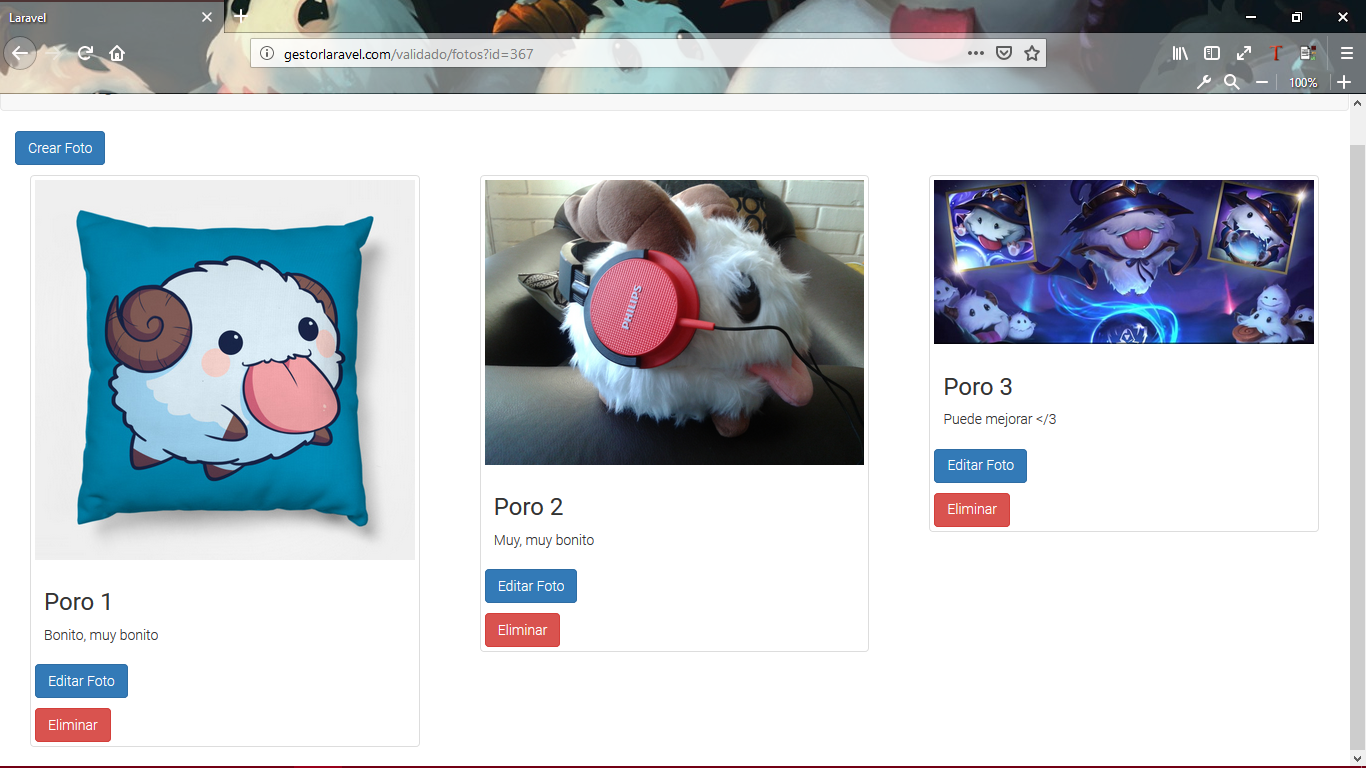 Laravel
gestorlaravel.com/validado/fotos?id=367
100%
Crear Foto
PHILIPS
Poro 1
Bonito, muy bonito
Editar Foto
Eliminar
Poro 2
Muy, muy bonito
Editar Foto
Eliminar
Poro 3
Puede mejorar </3
Editar Foto
Eliminar